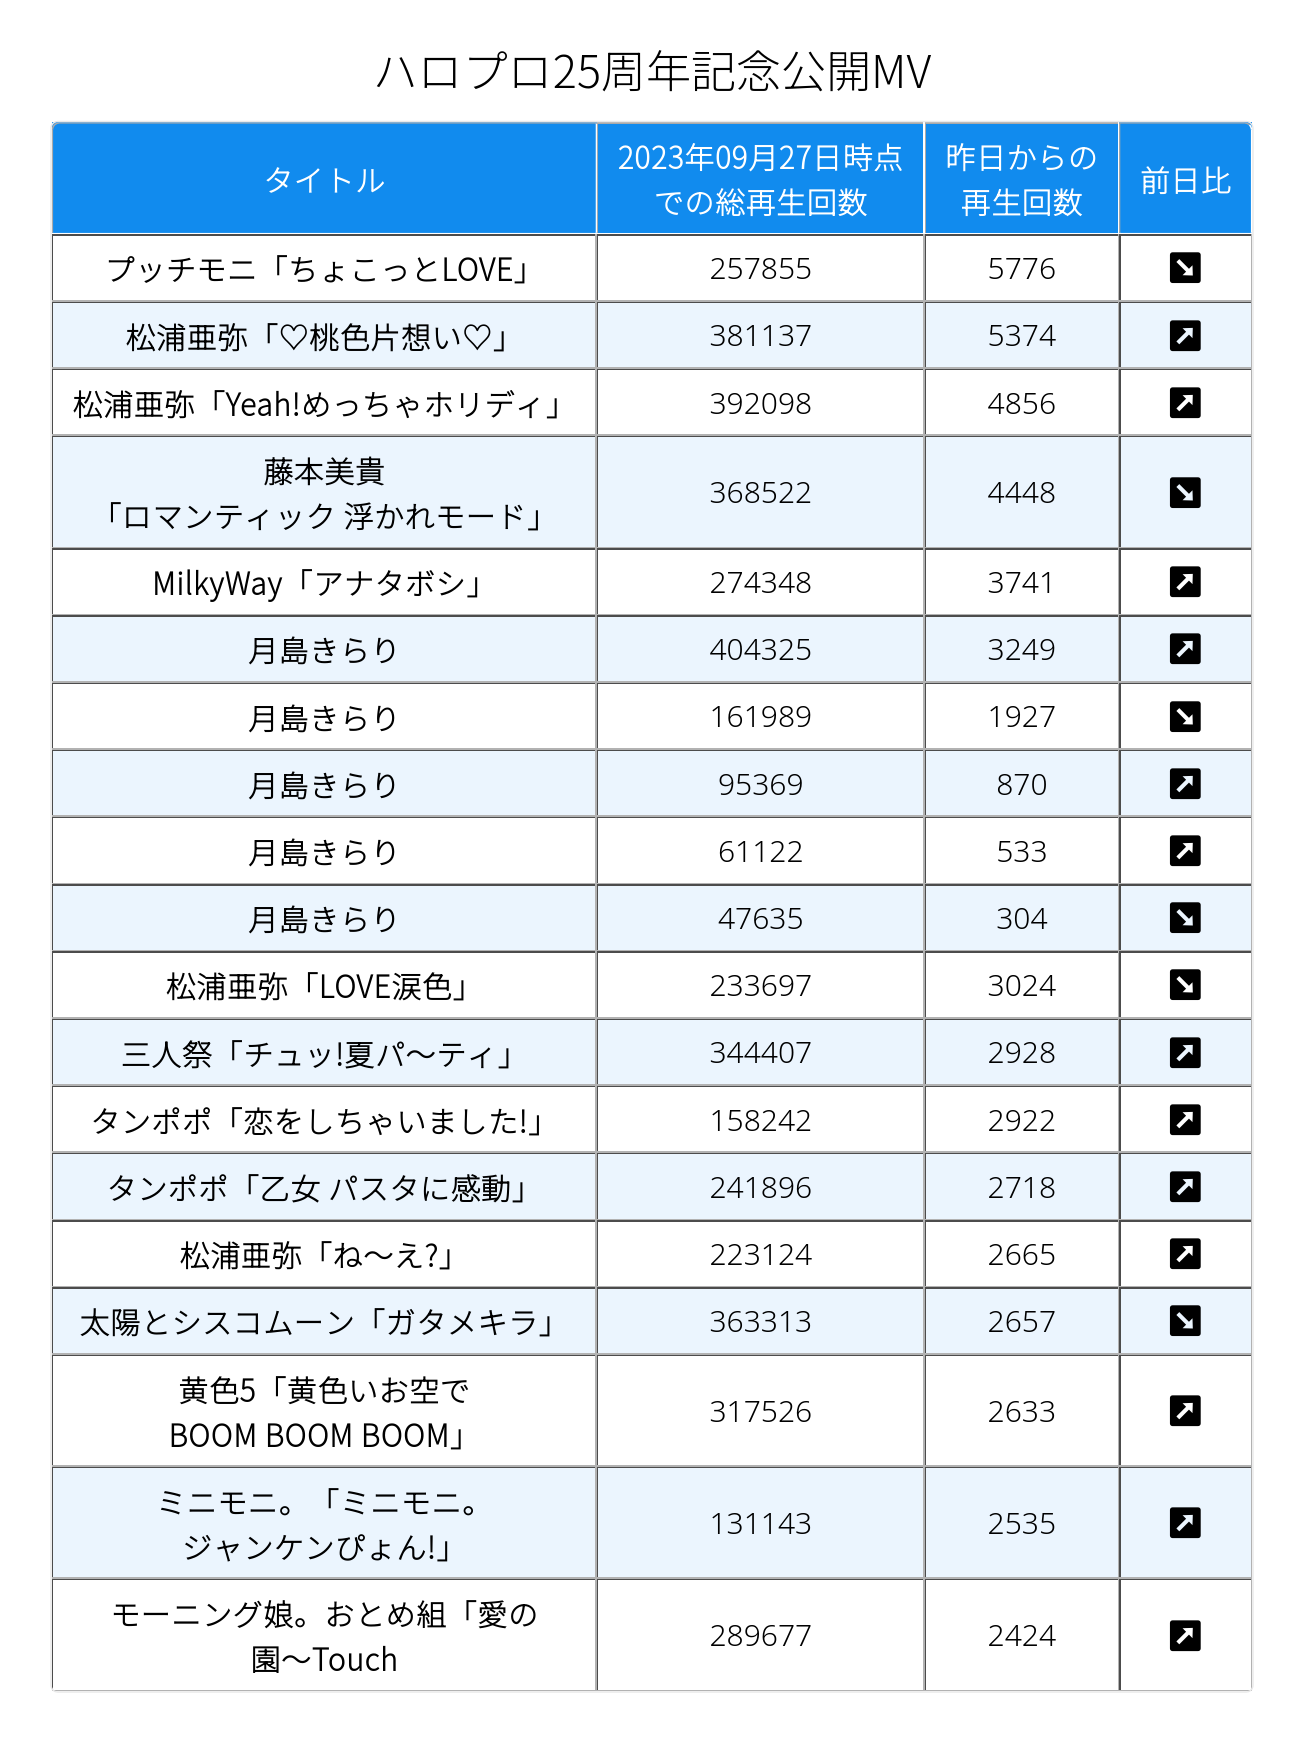 ハロプロ25周年記念公開MV
タイトル 2023年09月27日時点での総再生回数 昨日からの再生回数 前日比
プッチモニ「ちょこっとLOVE」 257855 5776 ↘
松浦亜弥「♡桃色片想い♡」 381137 5374 ↗
松浦亜弥「Yeah!めっちゃホリディ」 392098 4856 ↗
藤本美貴
「ロマンティック 浮かれモード」 368522 4448 ↘
MilkyWay「アナタボシ」 274348 3741 ↗
月島きらり 404325 3249 ↗
月島きらり 161989 1927 ↘
月島きらり 95369 870 ↗
月島きらり 61122 533 ↗
月島きらり 47635 304 ↘
松浦亜弥「LOVE涙色」 233697 3024 ↘
三人祭「チュッ!夏パ〜ティ」 344407 2928 ↗
タンポポ「恋をしちゃいました!」 158242 2922 ↗
タンポポ「乙女 パスタに感動」 241896 2718 ↗
松浦亜弥「ね〜え?」 223124 2665 ↗
太陽とシスコムーン「ガタメキラ」 363313 2657 ↘
黄色5「黄色いお空で
BOOM BOOM BOOM」 317526 2633 ↗
ミニモニ。「ミニモニ。
ジャンケンぴょん!」 131143 2535 ↗
モーニング娘。おとめ組「愛の
園〜Touch 289677 2424 ↗